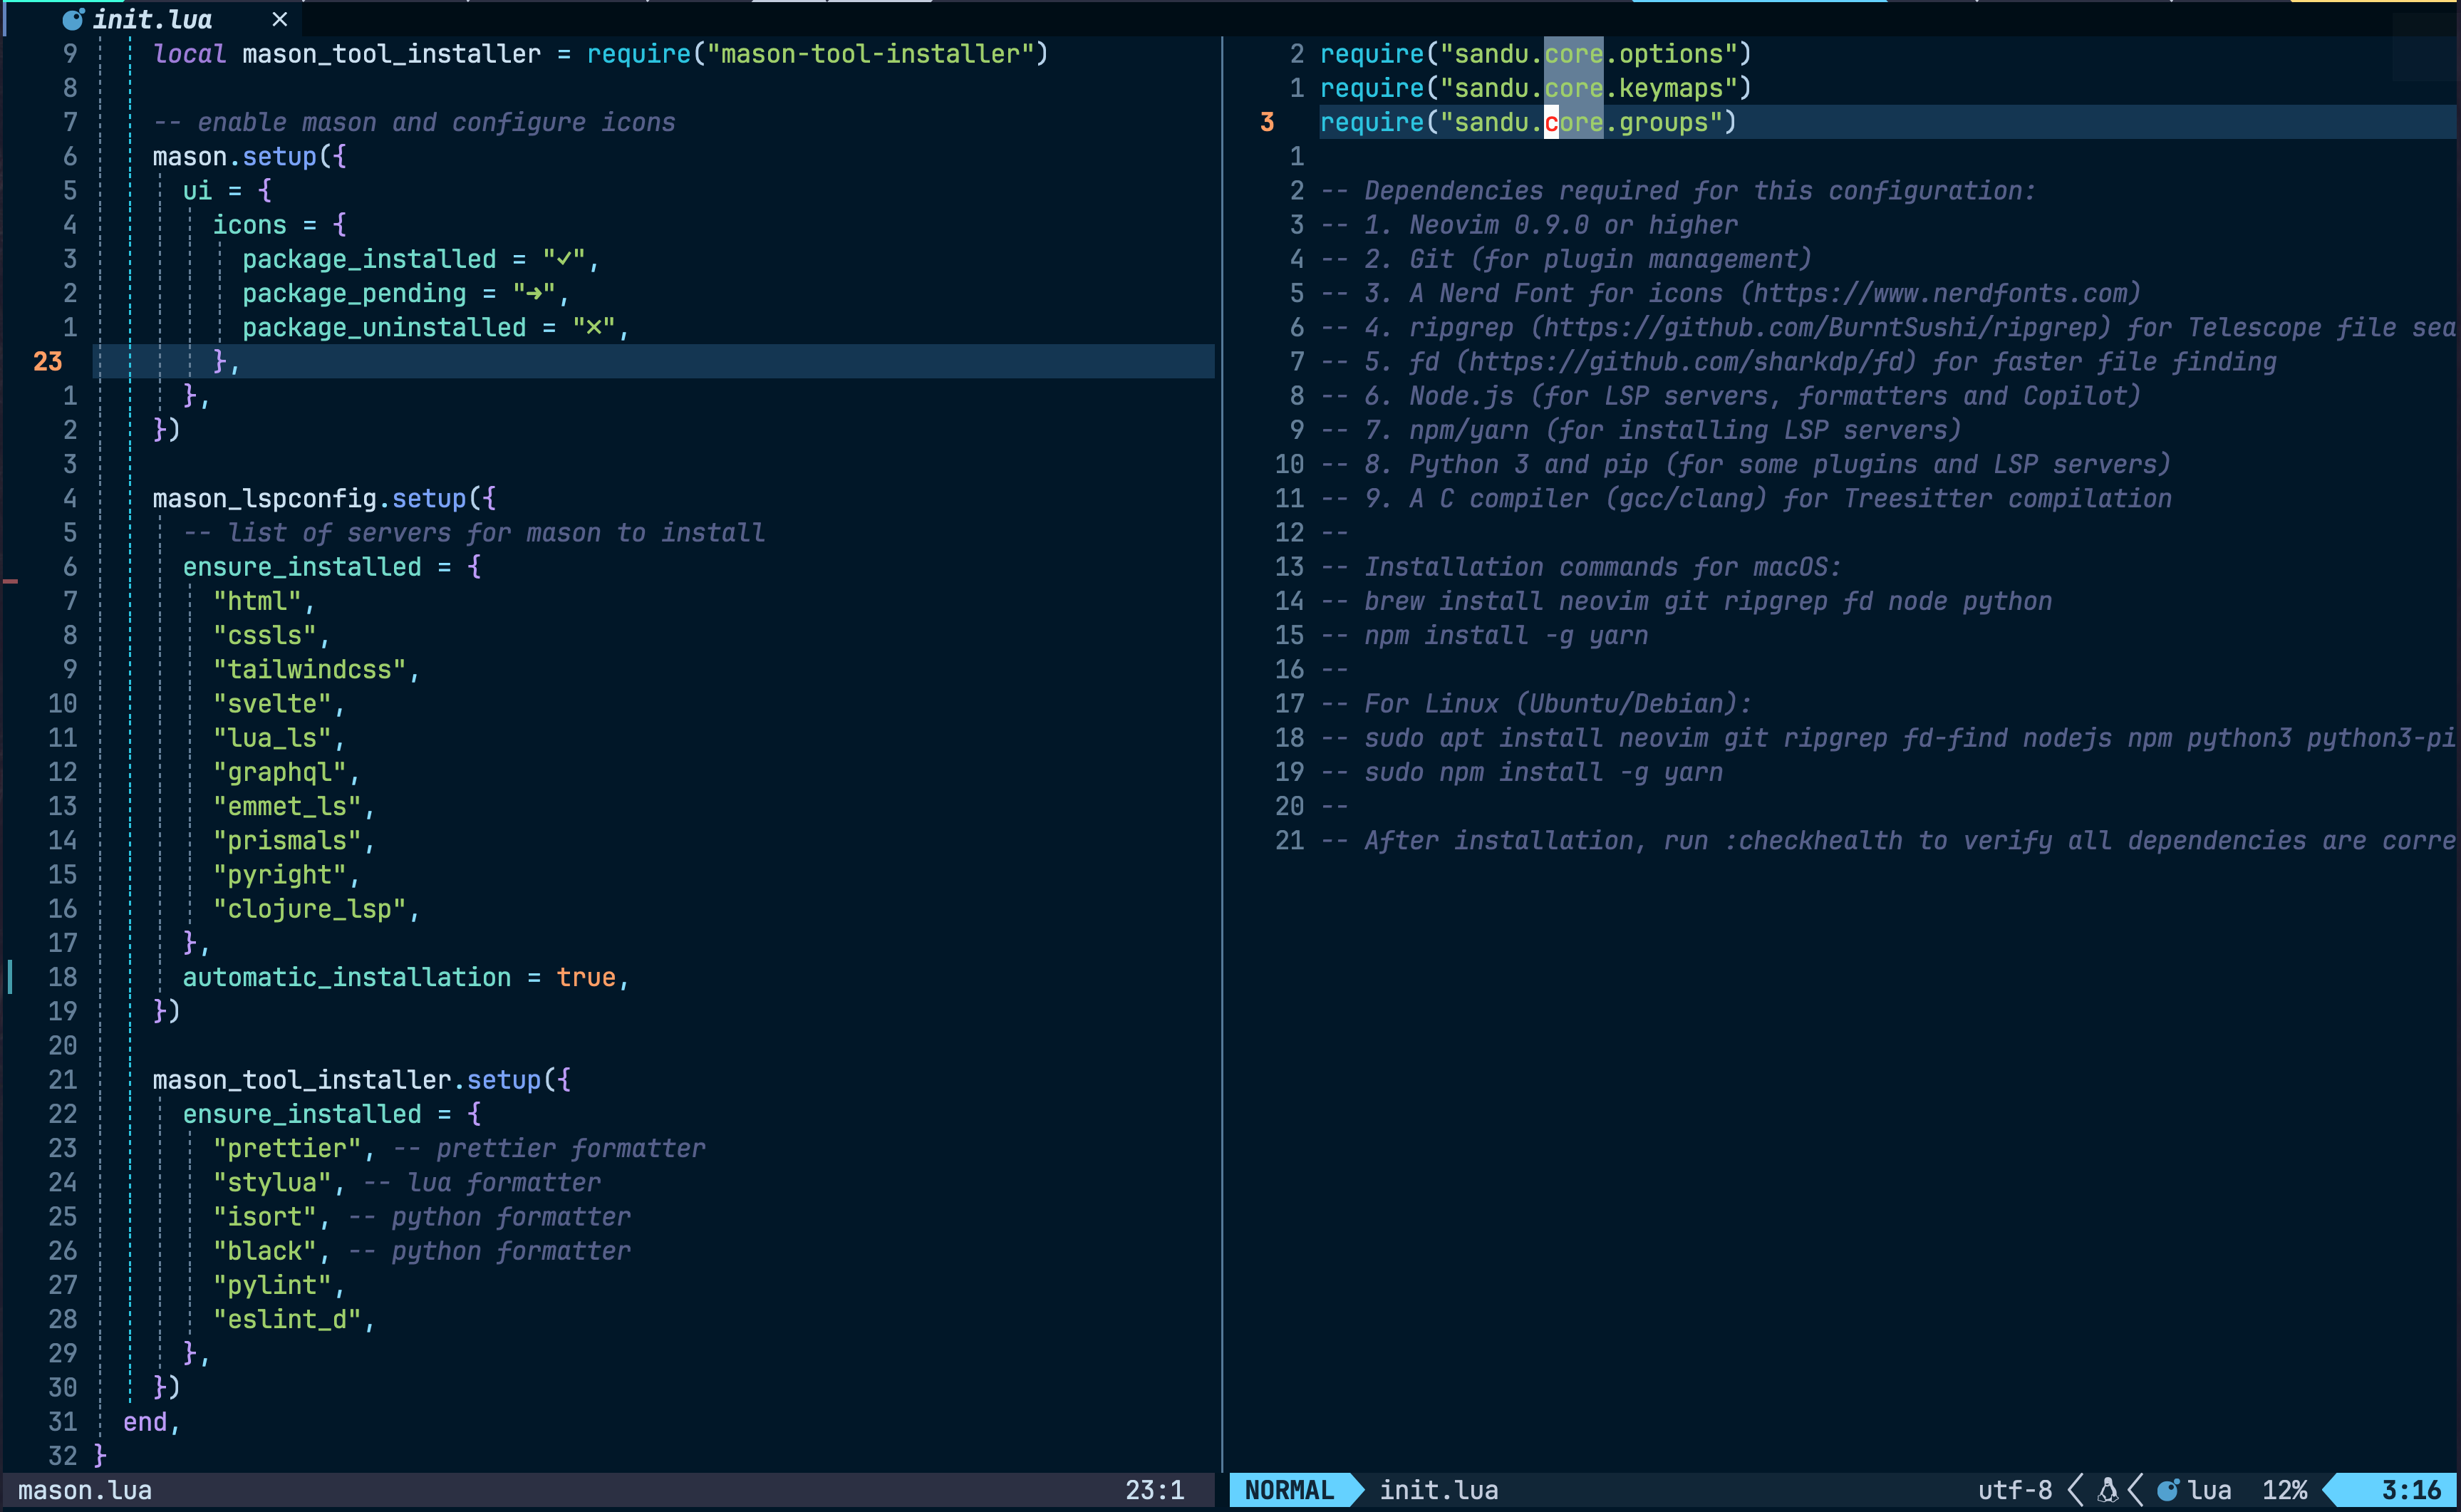 init.lua ×
9 local mason_tool_installer = require("mason-tool-installer")
8
7 -- enable mason and configure icons
6 mason.setup({
5 ui = {
4 icons = {
3 package_installed = "✓",
2 package_pending = "➜",
1 package_uninstalled = "✗",
23 },
1 },
2 })
3
4 mason_lspconfig.setup({
5 -- list of servers for mason to install
6 ensure_installed = {
7 "html",
8 "cssls",
9 "tailwindcss",
10 "svelte",
11 "lua_ls",
12 "graphql",
13 "emmet_ls",
14 "prismals",
15 "pyright",
16 "clojure_lsp",
17 },
18 automatic_installation = true,
19 })
20
21 mason_tool_installer.setup({
22 ensure_installed = {
23 "prettier", -- prettier formatter
24 "stylua", -- lua formatter
25 "isort", -- python formatter
26 "black", -- python formatter
27 "pylint",
28 "eslint_d",
29 },
30 })
31 end,
32 }
mason.lua 23:1
2 require("sandu.core.options")
1 require("sandu.core.keymaps")
3 require("sandu.core.groups")
1
2 -- Dependencies required for this configuration:
3 -- 1. Neovim 0.9.0 or higher
4 -- 2. Git (for plugin management)
5 -- 3. A Nerd Font for icons (https://www.nerdfonts.com)
6 -- 4. ripgrep (https://github.com/BurntSushi/ripgrep) for Telescope file sea
7 -- 5. fd (https://github.com/sharkdp/fd) for faster file finding
8 -- 6. Node.js (for LSP servers, formatters and Copilot)
9 -- 7. npm/yarn (for installing LSP servers)
10 -- 8. Python 3 and pip (for some plugins and LSP servers)
11 -- 9. A C compiler (gcc/clang) for Treesitter compilation
12 --
13 -- Installation commands for macOS:
14 -- brew install neovim git ripgrep fd node python
15 -- npm install -g yarn
16 --
17 -- For Linux (Ubuntu/Debian):
18 -- sudo apt install neovim git ripgrep fd-find nodejs npm python3 python3-pi
19 -- sudo npm install -g yarn
20 --
21 -- After installation, run :checkhealth to verify all dependencies are corre
NORMAL init.lua utf-8 lua 12% 3:16